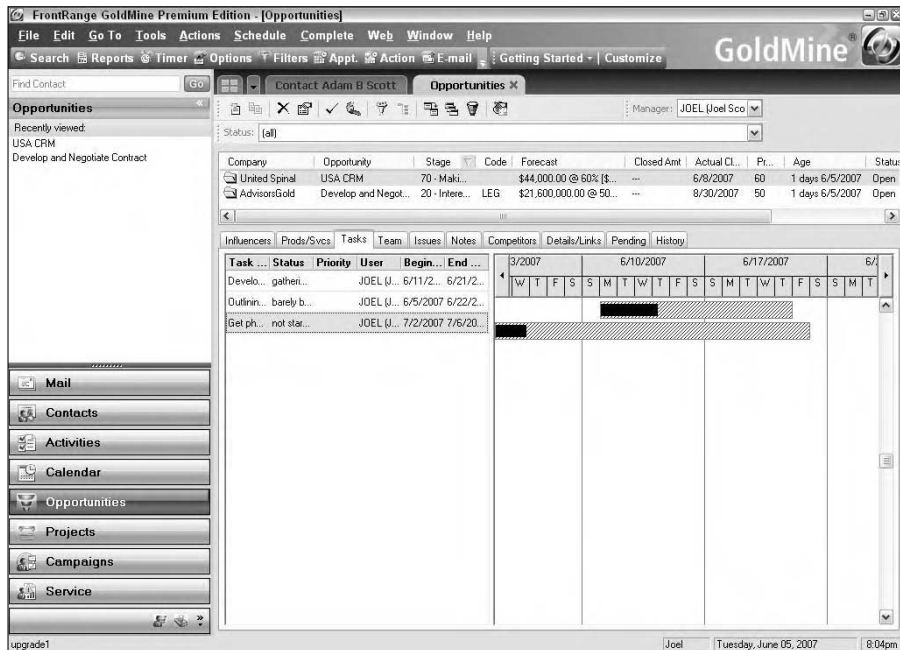 FrontRange GoldMine Premium Edition - [Opportunities]
File Edit Go To Tools Actions Schedule Complete Web Window Help
Search Reports Timer Options Filters Appt. Action E-mail Getting Started Customize
GoldMine®
Find Contact Go
Contact Adam B Scott Opportunities
Opportunities
Recently viewed:
USA CRM
Develop and Negotiate Contract
Manager: JOEL (Joel Sco
Status: (all)
Company Opportunity Stage Code Forecast Closed Amt Actual Cl... Pr... Age Status
United Spinal USA CRM 70 - Maki... $44,000.00 @ 60% [$... --- 6/8/2007 60 1 days 6/5/2007 Open
AdvisorsGold Develop and Negot... 20 - Intere... LEG $21,600,000.00 @ 50... --- 8/30/2007 50 1 days 6/5/2007 Open
Influencers Prods/Svcs Tasks Team Issues Notes Competitors Details/Links Pending History
Task ... Status Priority User Begin... End ...
Develo... gatheri... JOEL (J... 6/11/2... 6/21/2...
Outlinin... barely b... JOEL (J... 6/5/2007 6/22/2...
Get ph... not star... JOEL (J... 7/2/2007 7/6/20...
3/2007 6/10/2007 6/17/2007 6/
W T F S S M T W T F S S M T W T F S S M T
Mail
Contacts
Activities
Calendar
Opportunities
Projects
Campaigns
Service
upgrade1 Joel Tuesday, June 05, 2007 8:04pm